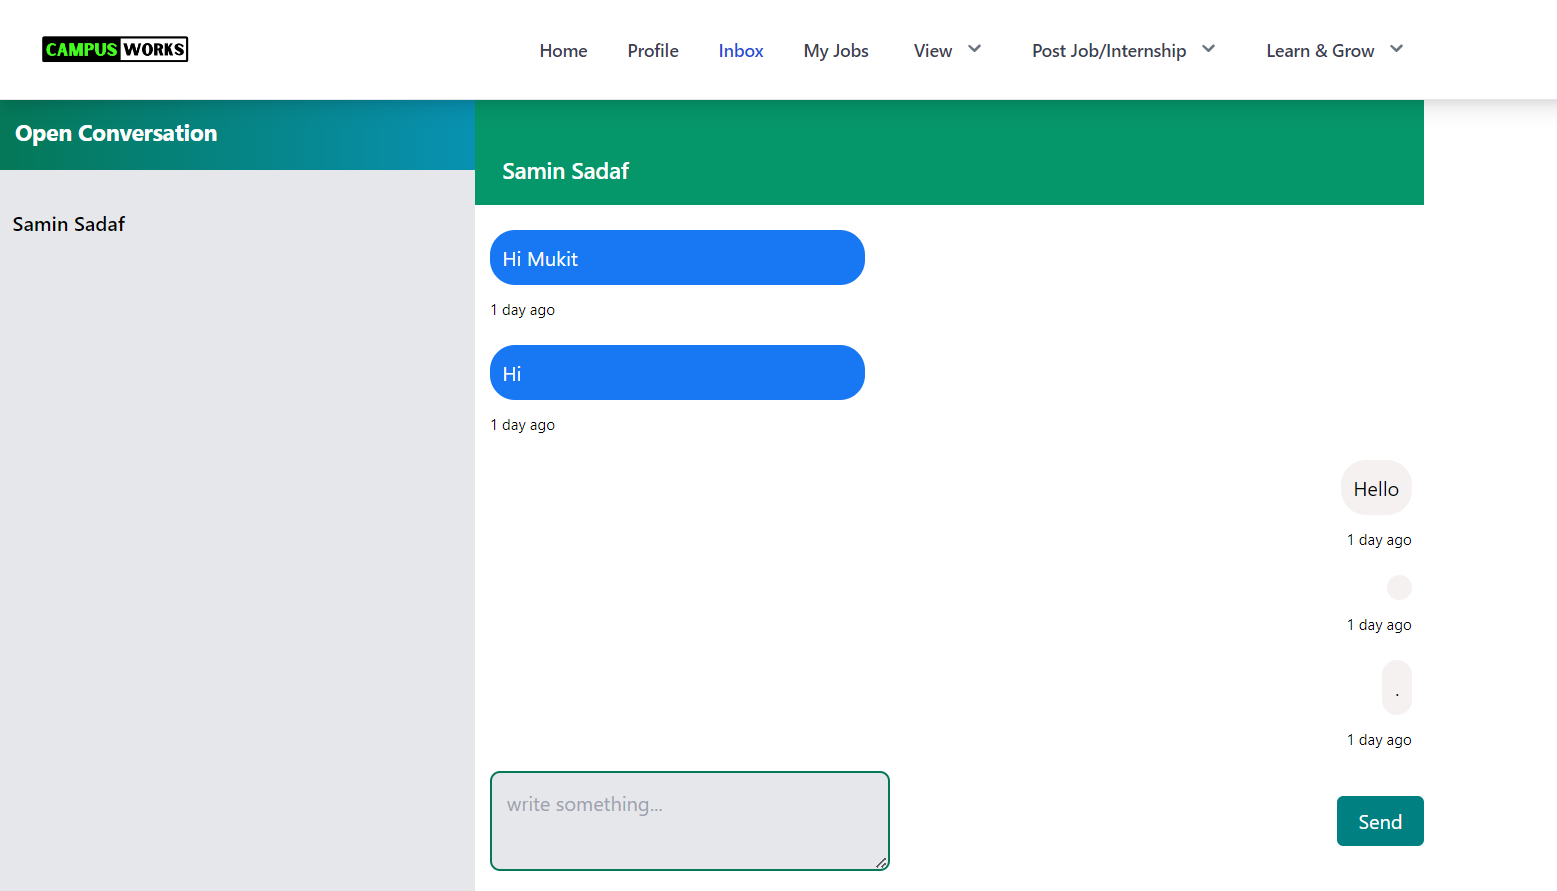 CAMPUS WORKS
Home Profile Inbox My Jobs View Post Job/Internship Learn & Grow
Open Conversation
Samin Sadaf
Samin Sadaf
Hi Mukit
1 day ago
Hi
1 day ago
Hello
1 day ago
1 day ago
.
1 day ago
write something...
Send